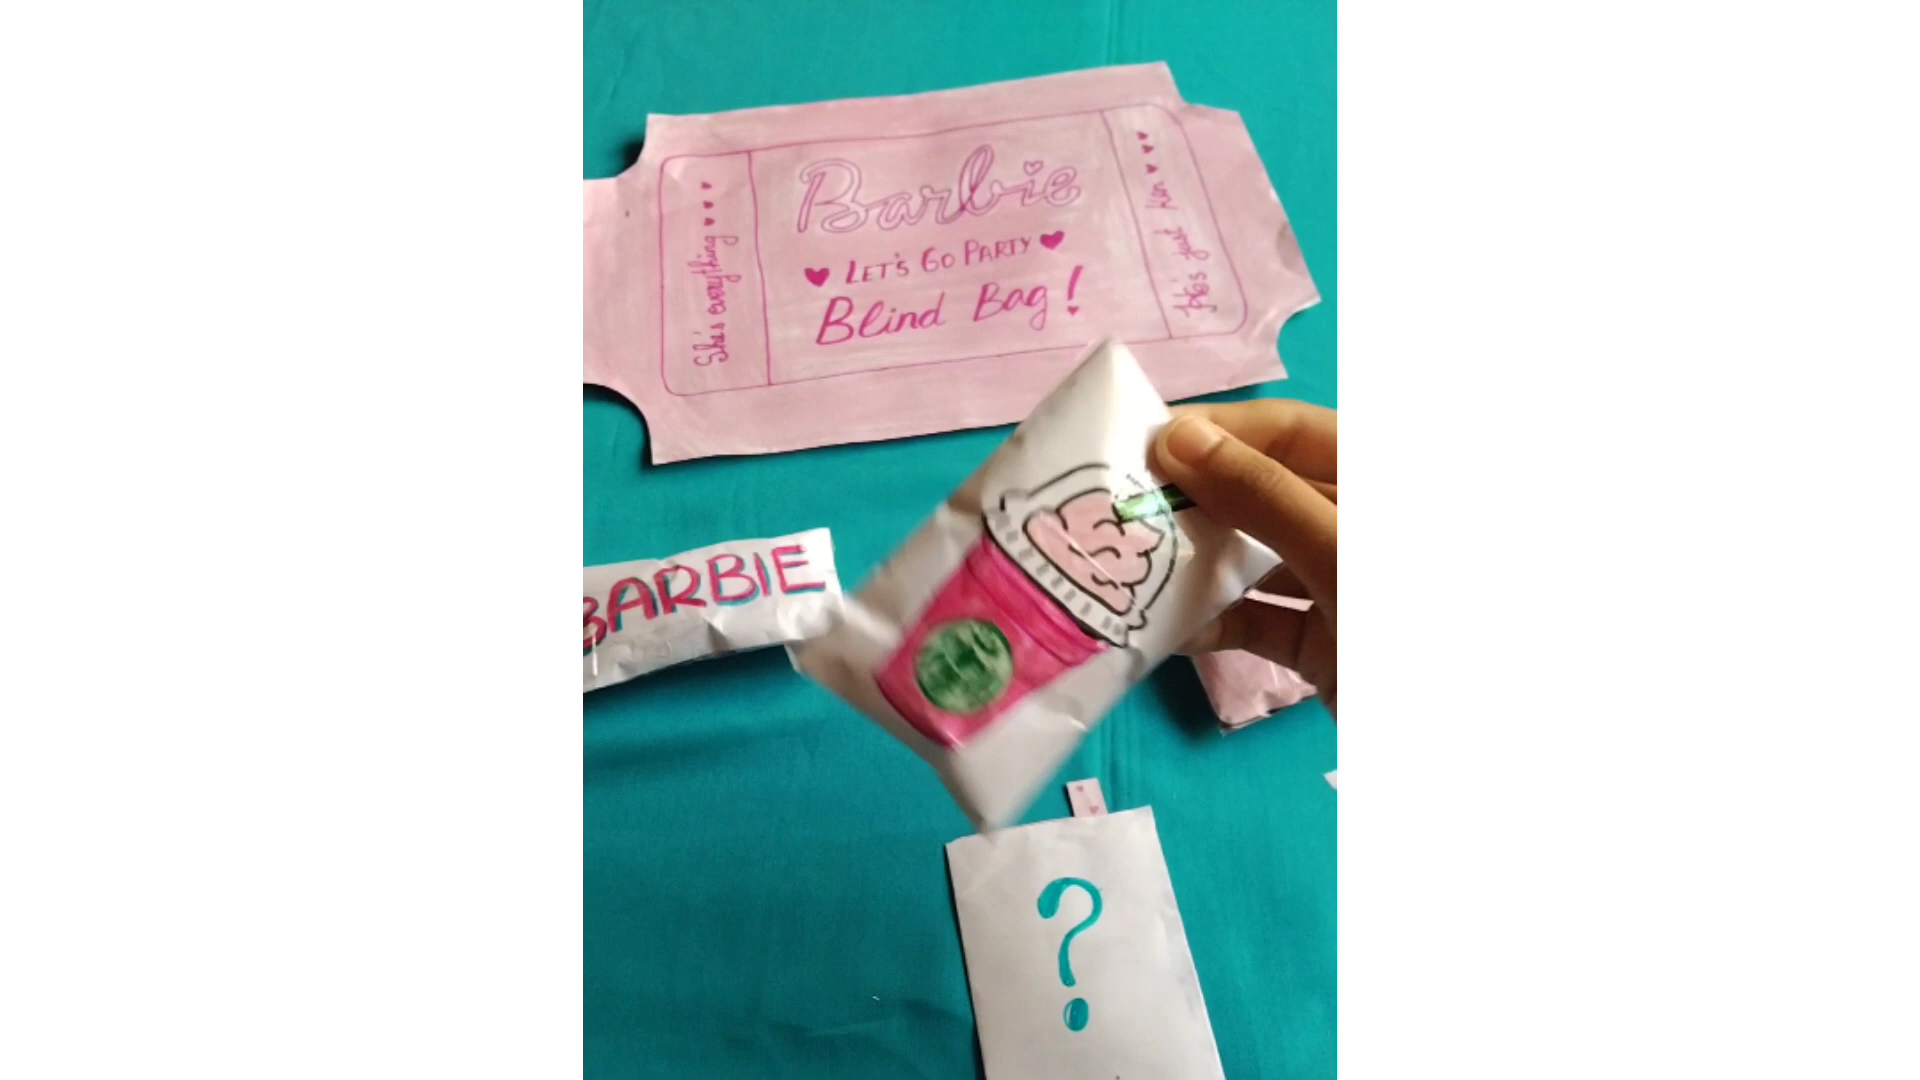 Barbie
LET'S GO PARTY
Blind Bag!
She's everything
He's just Ken
BARBIE
?